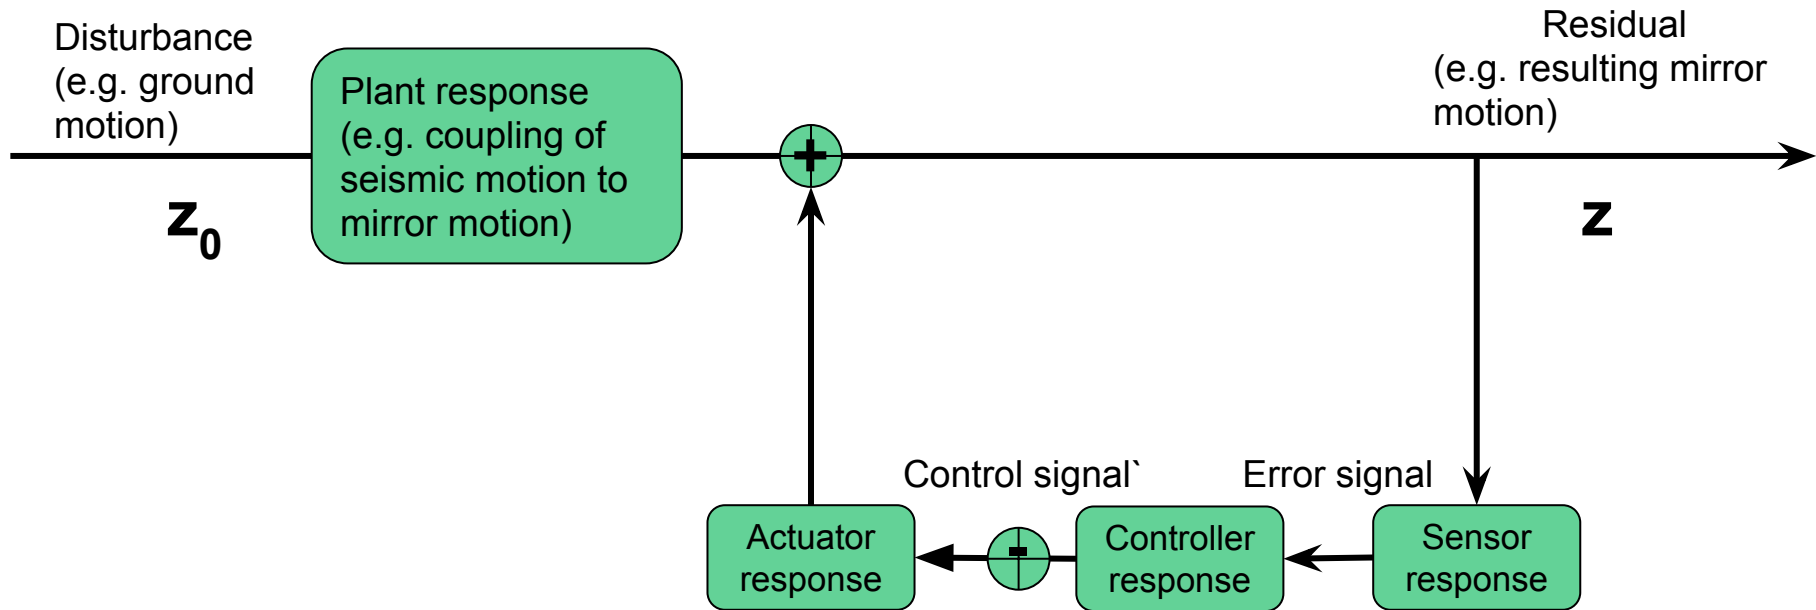 Disturbance
(e.g. ground
motion)
Plant response
(e.g. coupling of
seismic motion to
mirror motion)
Residual
(e.g. resulting mirror
motion)
+
z0
z
Control signal`
Error signal
Actuator
response
-
Controller
response
Sensor
response